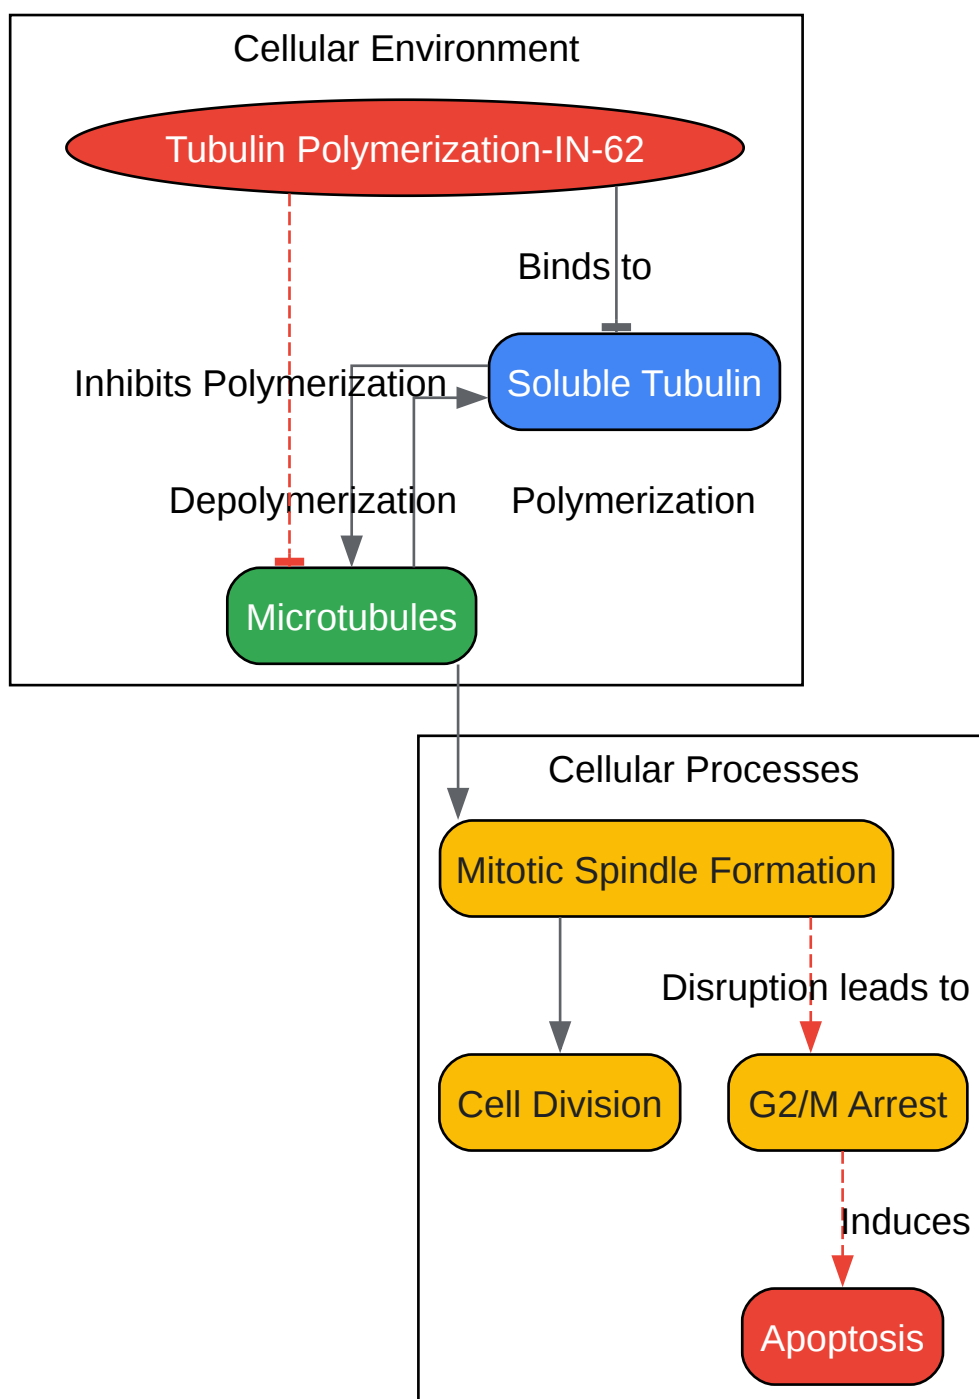 Cellular Environment
Tubulin Polymerization-IN-62
Binds to
Inhibits Polymerization
Soluble Tubulin
Depolymerization
Polymerization
Microtubules
Cellular Processes
Mitotic Spindle Formation
Disruption leads to
Cell Division
G2/M Arrest
Induces
Apoptosis